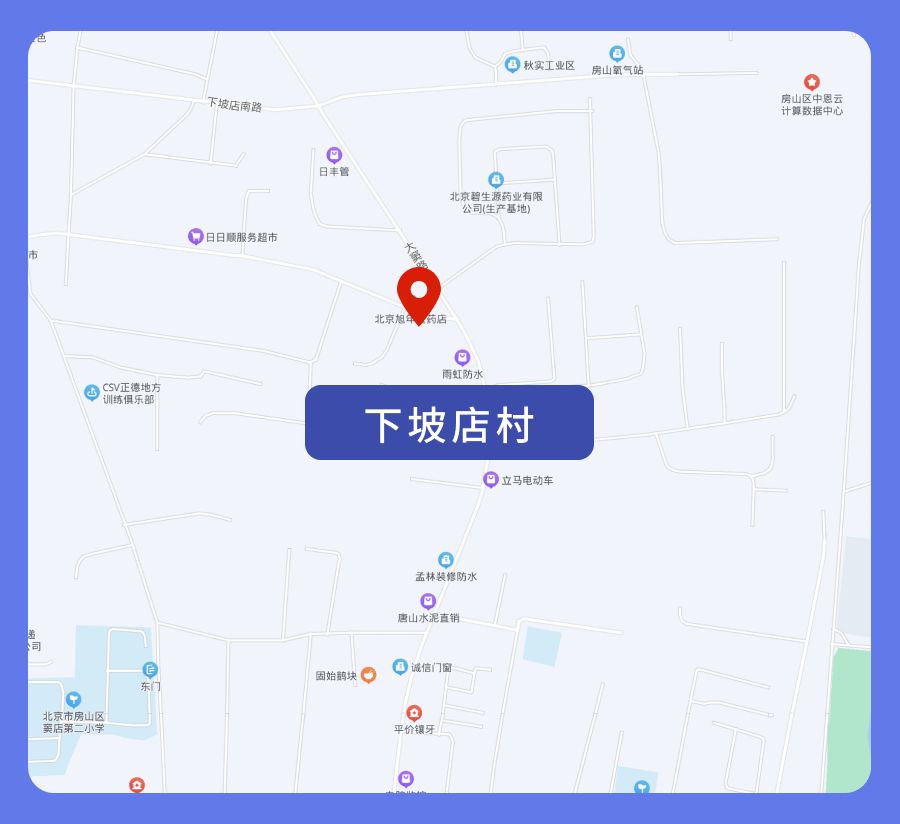 秋实工业区
房山氧气站
房山区中恩云
计算数据中心
下坡店南路
日丰管
北京碧生源药业有限
公司(生产基地)
日日顺服务超市
市
北京旭年
药店
雨虹防水
CSV正德地方
训练俱乐部
下坡店村
立马电动车
孟林装修防水
唐山水泥直销
公司
固始鹅块
诚信门窗
东门
北京市房山区
窦店第二小学
平价镶牙